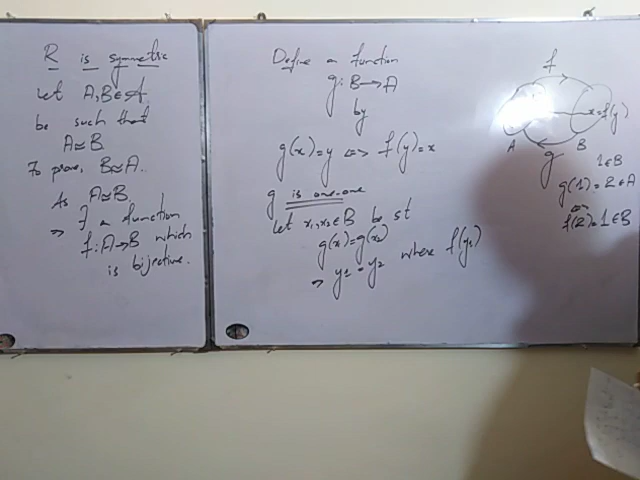 R is symmetric
Let A,B∈A
be such that
A≈B
To prove, B≈A.
As A≈B
⇒ ∃ a function
f:A→B which
is bijective.
Define a function
g:B→A
by
g(x)=y ⇔ f(y)=x
g is one-one
Let x₁,x₂∈B be st
g(x₁)=g(x₂)
⇒ y₁=y₂ where f(y₁)
f
x=f(y)
A B
g
1∈B
g(1)=2∈A
⇔
f(2)=1∈B